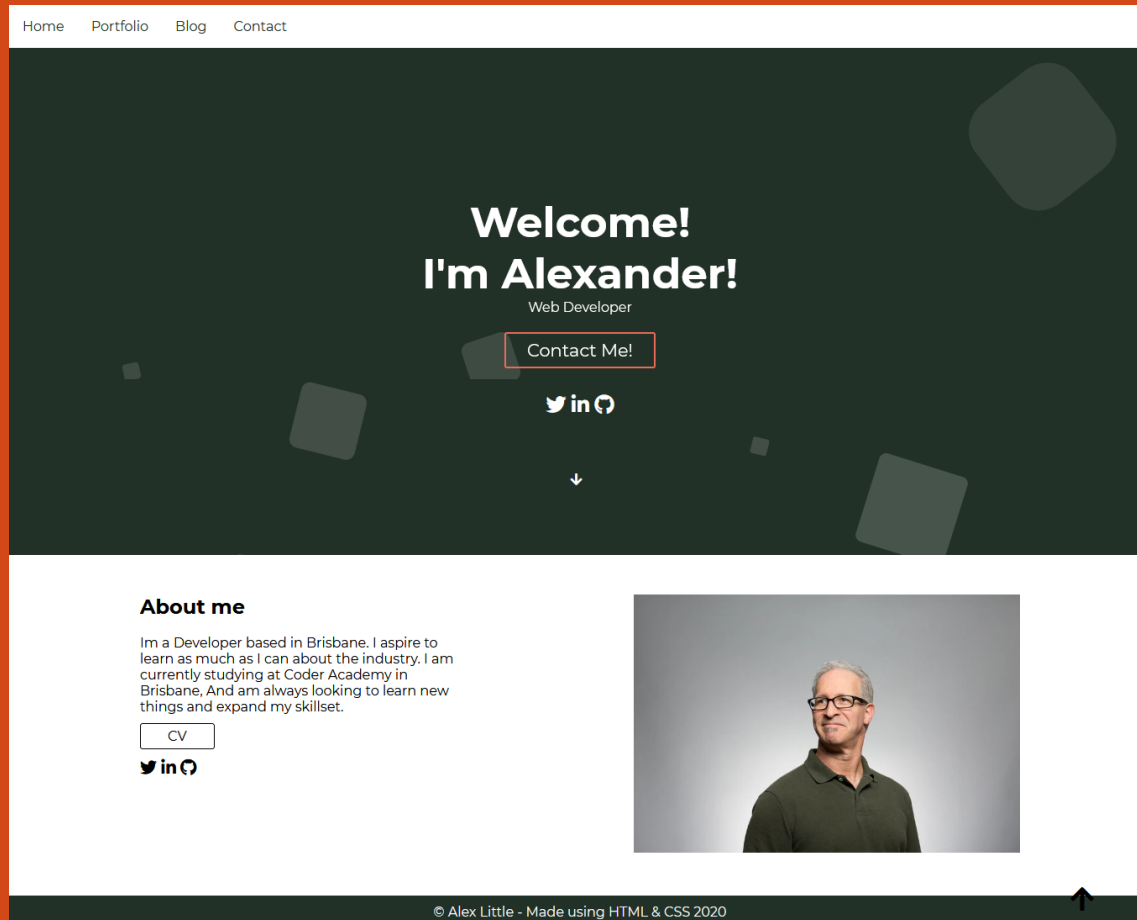 Home Portfolio Blog Contact
Welcome!
I'm Alexander!
Web Developer
Contact Me!
in
About me
Im a Developer based in Brisbane. I aspire to
learn as much as I can about the industry. I am
currently studying at Coder Academy in
Brisbane, And am always looking to learn new
things and expand my skillset.
CV
in
© Alex Little - Made using HTML & CSS 2020